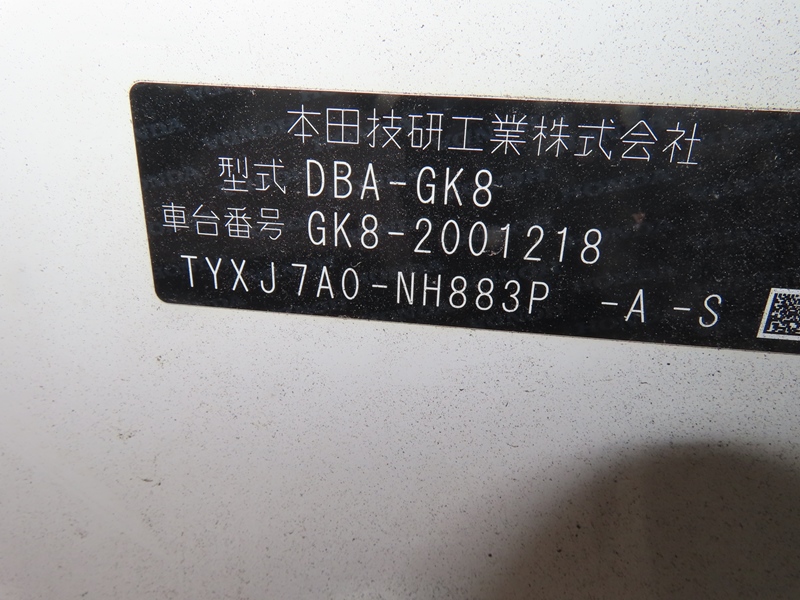 本田技研工業株式会社
型式 DBA-GK8
車台番号 GK8-2001218
TYXJ7A0-NH883P -A -S